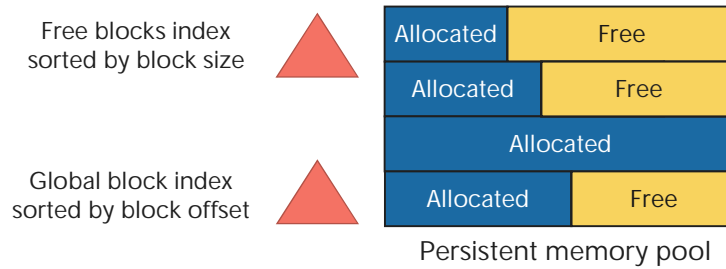 Free blocks index
sorted by block size
Allocated
Free
Allocated
Free
Allocated
Global block index
sorted by block offset
Allocated
Free
Persistent memory pool